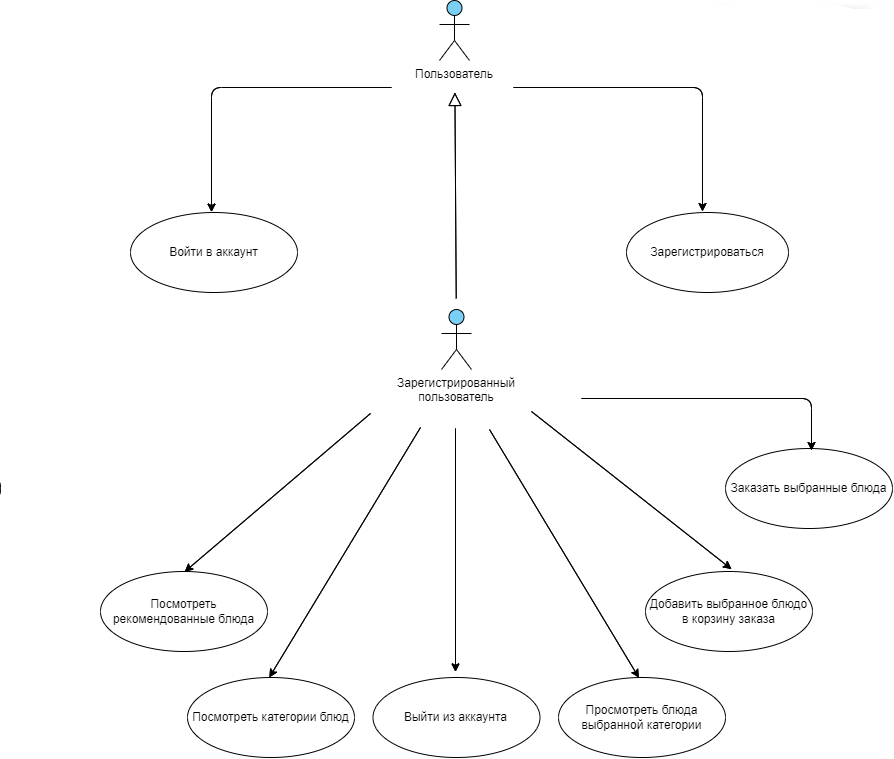 Пользователь
Войти в аккаунт
Зарегистрироваться
Зарегистрированный
пользователь
Заказать выбранные блюда
Посмотреть
рекомендованные блюда
Добавить выбранное блюдо
в корзину заказа
Посмотреть категории блюд
Выйти из аккаунта
Просмотреть блюда
выбранной категории